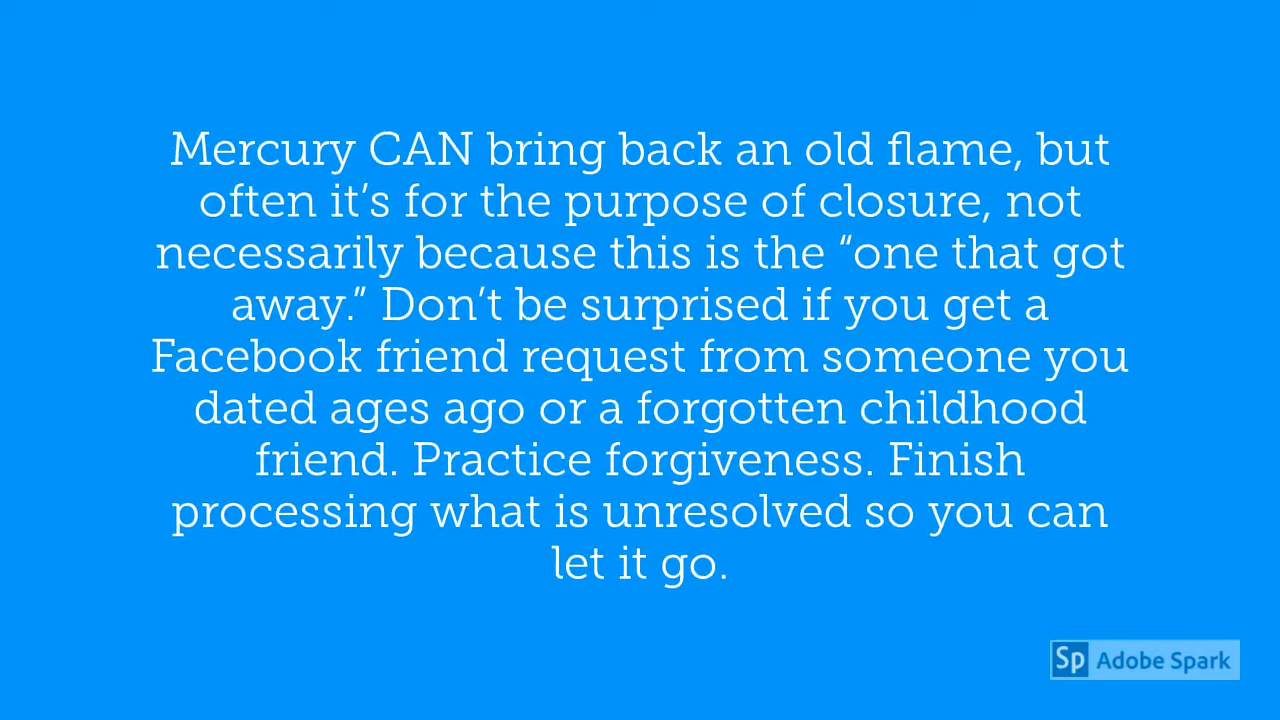 Mercury CAN bring back an old flame, but
often it’s for the purpose of closure, not
necessarily because this is the “one that got
away.” Don’t be surprised if you get a
Facebook friend request from someone you
dated ages ago or a forgotten childhood
friend. Practice forgiveness. Finish
processing what is unresolved so you can
let it go.
Sp Adobe Spark